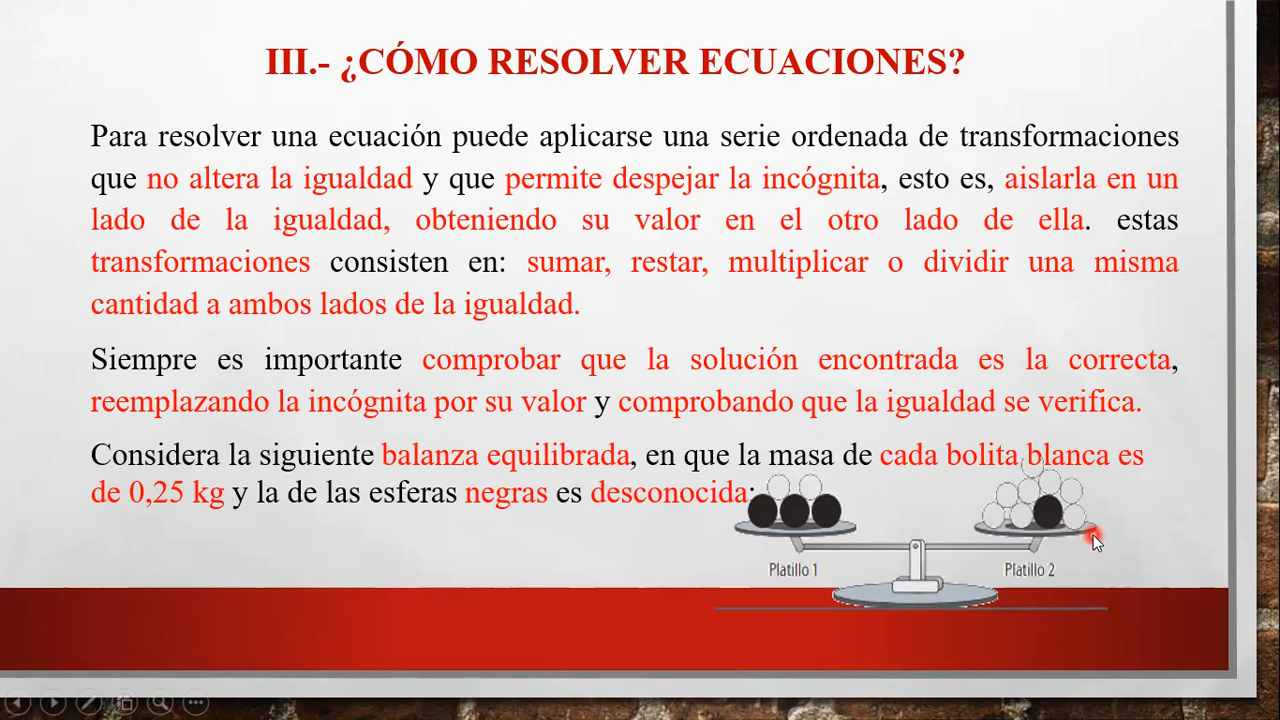 III.- ¿CÓMO RESOLVER ECUACIONES?
Para resolver una ecuación puede aplicarse una serie ordenada de transformaciones
que no altera la igualdad y que permite despejar la incógnita, esto es, aislarla en un
lado de la igualdad, obteniendo su valor en el otro lado de ella. estas
transformaciones consisten en: sumar, restar, multiplicar o dividir una misma
cantidad a ambos lados de la igualdad.
Siempre es importante comprobar que la solución encontrada es la correcta,
reemplazando la incógnita por su valor y comprobando que la igualdad se verifica.
Considera la siguiente balanza equilibrada, en que la masa de cada bolita blanca es
de 0,25 kg y la de las esferas negras es desconocida:
Platillo 1
Platillo 2